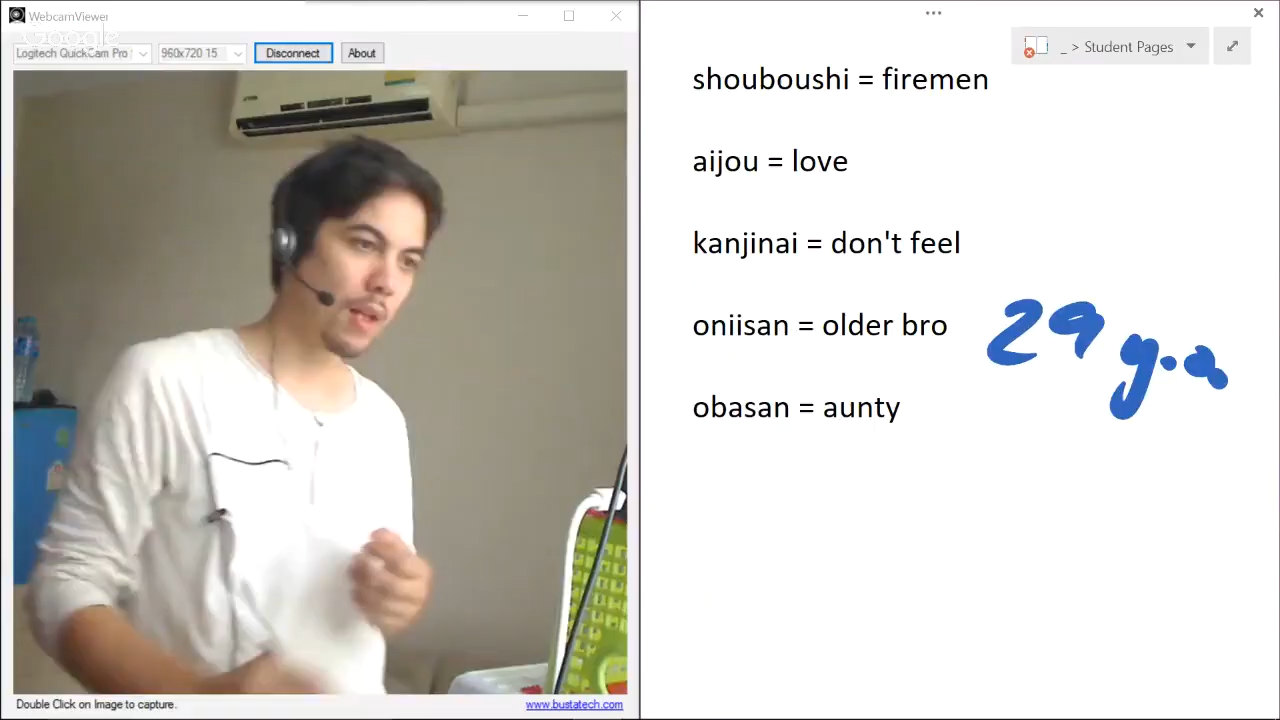 WebcamViewer
Google
Logitech QuickCam Pro
960x720 15
Disconnect
About
_ > Student Pages
shouboushi = firemen
aijou = love
kanjinai = don't feel
oniisan = older bro
29 y.o
obasan = aunty
Double Click on Image to capture.
www.bustatech.com